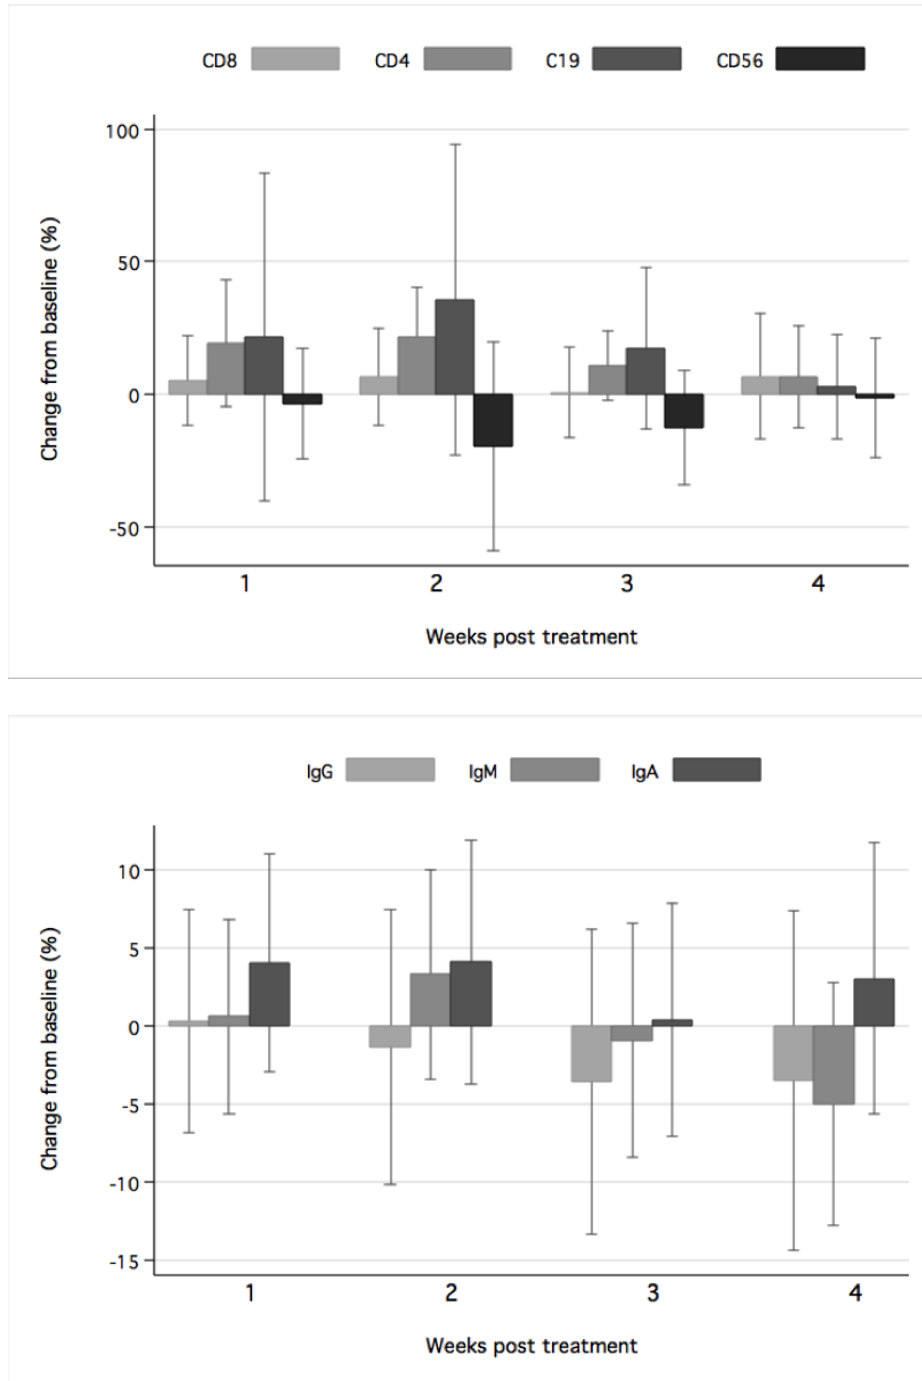 CD8 CD4 C19 CD56
100
50
0
-50
Change from baseline (%)
1 2 3 4
Weeks post treatment
IgG IgM IgA
10
5
0
-5
-10
-15
Change from baseline (%)
1 2 3 4
Weeks post treatment